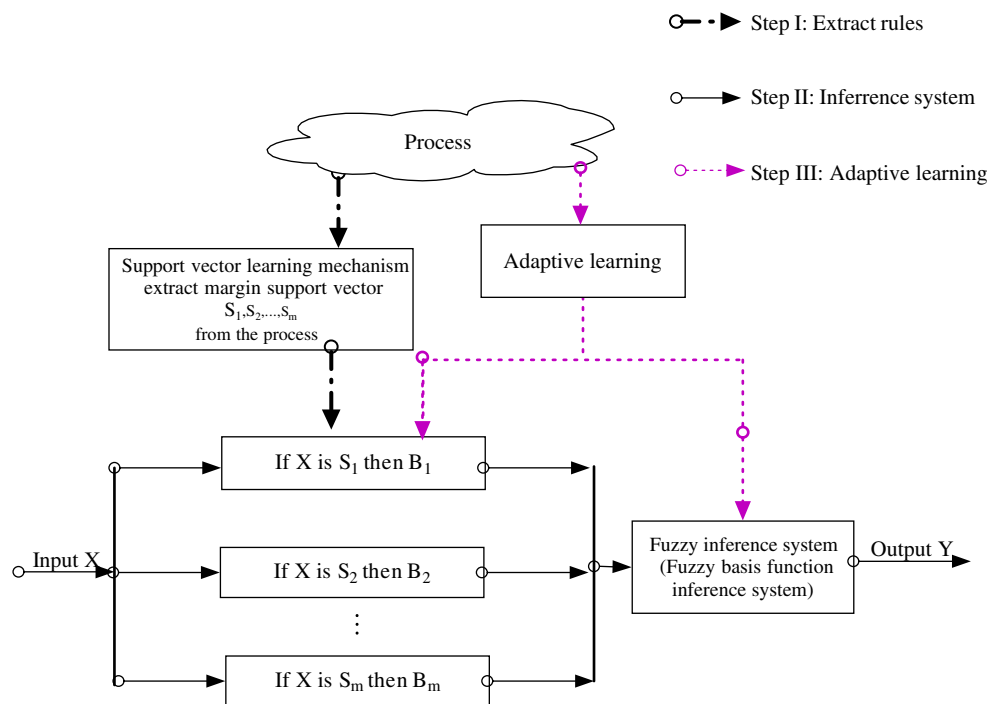 Step I: Extract rules
Step II: Inferrence system
Process
Step III: Adaptive learning
Support vector learning mechanism
extract margin support vector
S1,S2,...,Sm
from the process
Adaptive learning
If X is S1 then B1
Input X
If X is S2 then B2
Fuzzy inference system
(Fuzzy basis function
inference system)
Output Y
⋮
If X is Sm then Bm